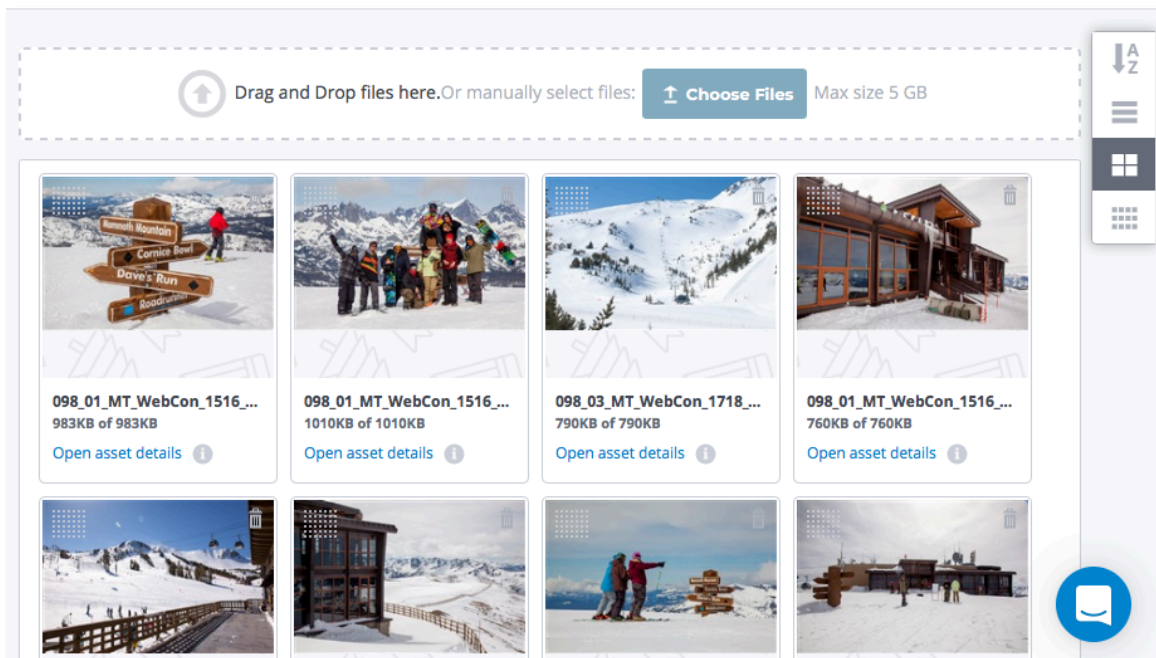 Drag and Drop files here.Or manually select files: Choose Files Max size 5 GB
A
Z
Mammoth Mountain
Cornice Bowl
Dave's Run
Roadrunner
098_01_MT_WebCon_1516_...
983KB of 983KB
Open asset details
098_01_MT_WebCon_1516_...
1010KB of 1010KB
Open asset details
098_03_MT_WebCon_1718_...
790KB of 790KB
Open asset details
098_01_MT_WebCon_1516_...
760KB of 760KB
Open asset details